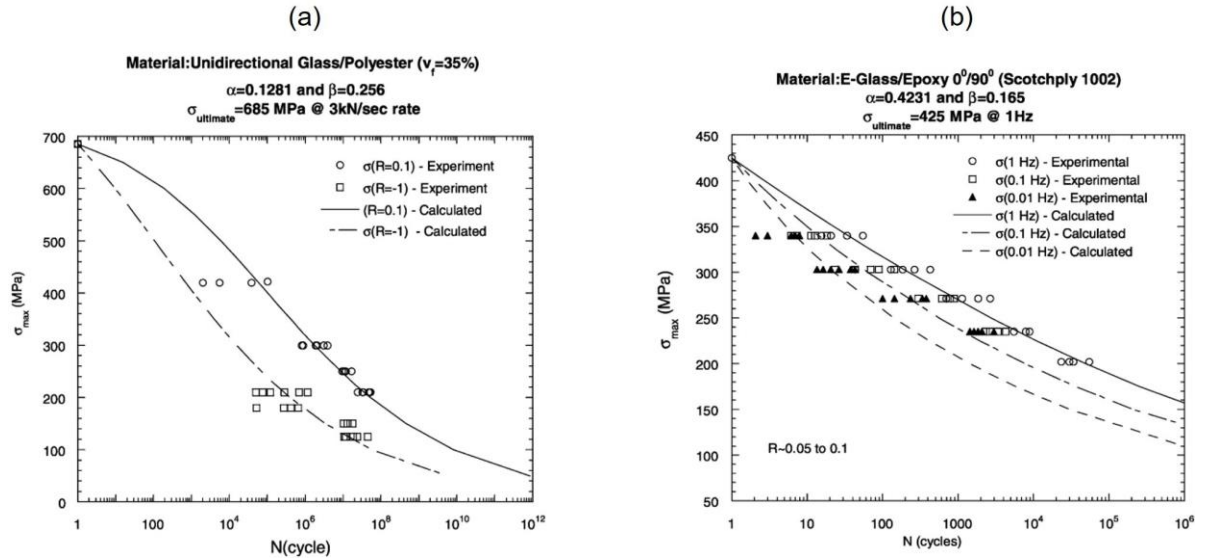 (a)
Material:Unidirectional Glass/Polyester (vf=35%)
α=0.1281 and β=0.256
σultimate=685 MPa @ 3kN/sec rate
700
600
500
400
300
200
100
0
σmax (MPa)
σ(R=0.1) - Experiment
σ(R=-1) - Experiment
(R=0.1) - Calculated
σ(R=-1) - Calculated
1 100 10^4 10^6 10^8 10^10 10^12
N(cycle)
(b)
Material:E-Glass/Epoxy 0^0/90^0 (Scotchply 1002)
α=0.4231 and β=0.165
σultimate=425 MPa @ 1Hz
450
400
350
300
250
200
150
100
50
σmax (MPa)
σ(1 Hz) - Experimental
σ(0.1 Hz) - Experimental
σ(0.01 Hz) - Experimental
σ(1 Hz) - Calculated
σ(0.1 Hz) - Calculated
σ(0.01 Hz) - Calculated
R~0.05 to 0.1
1 10 100 1000 10^4 10^5 10^6
N (cycles)